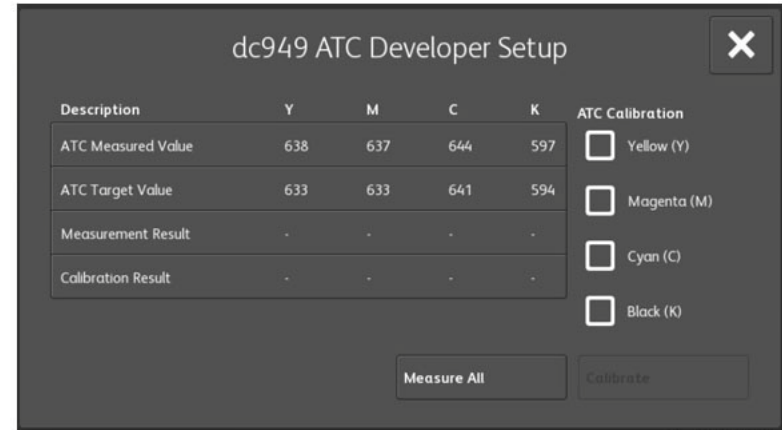 dc949 ATC Developer Setup
Description Y M C K
ATC Measured Value 638 637 644 597
ATC Target Value 633 633 641 594
Measurement Result - - - -
Calibration Result - - - -
ATC Calibration
Yellow (Y)
Magenta (M)
Cyan (C)
Black (K)
Measure All
Calibrate